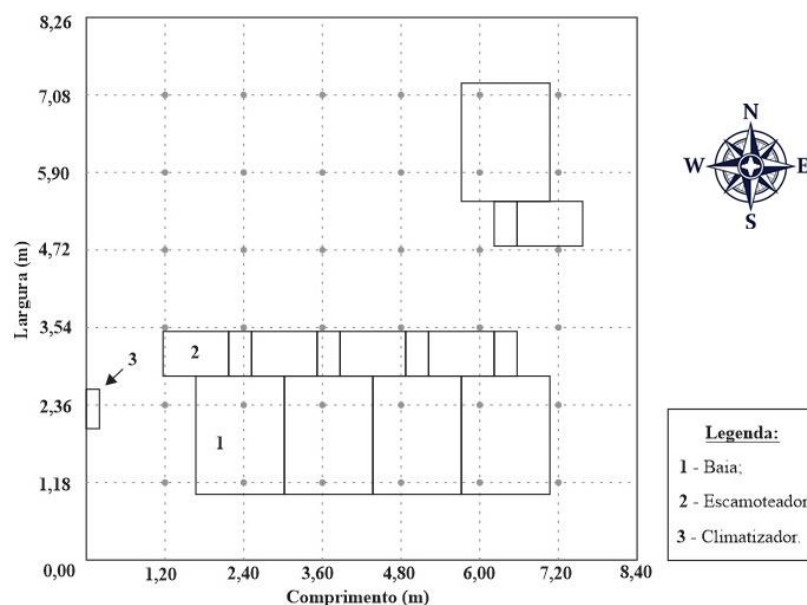 8,26
7,08
5,90
4,72
3,54
2,36
1,18
0,00
Largura (m)
1,20
2,40
3,60
4,80
6,00
7,20
8,40
Comprimento (m)
3
2
1
N
W
E
S
Legenda:
1 - Baia;
2 - Escamoteador
3 - Climatizador.